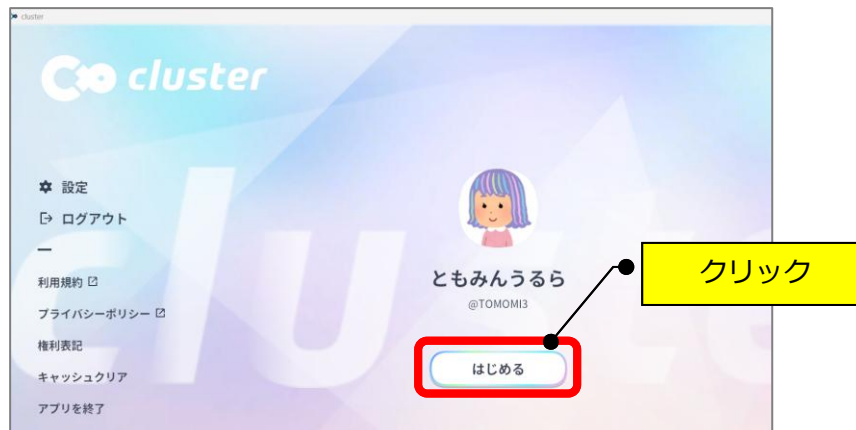 cluster
cluster
設定
ログアウト
利用規約
プライバシーポリシー
権利表記
キャッシュクリア
アプリを終了
ともみんうるら
@TOMOMI3
はじめる
クリック
cluste